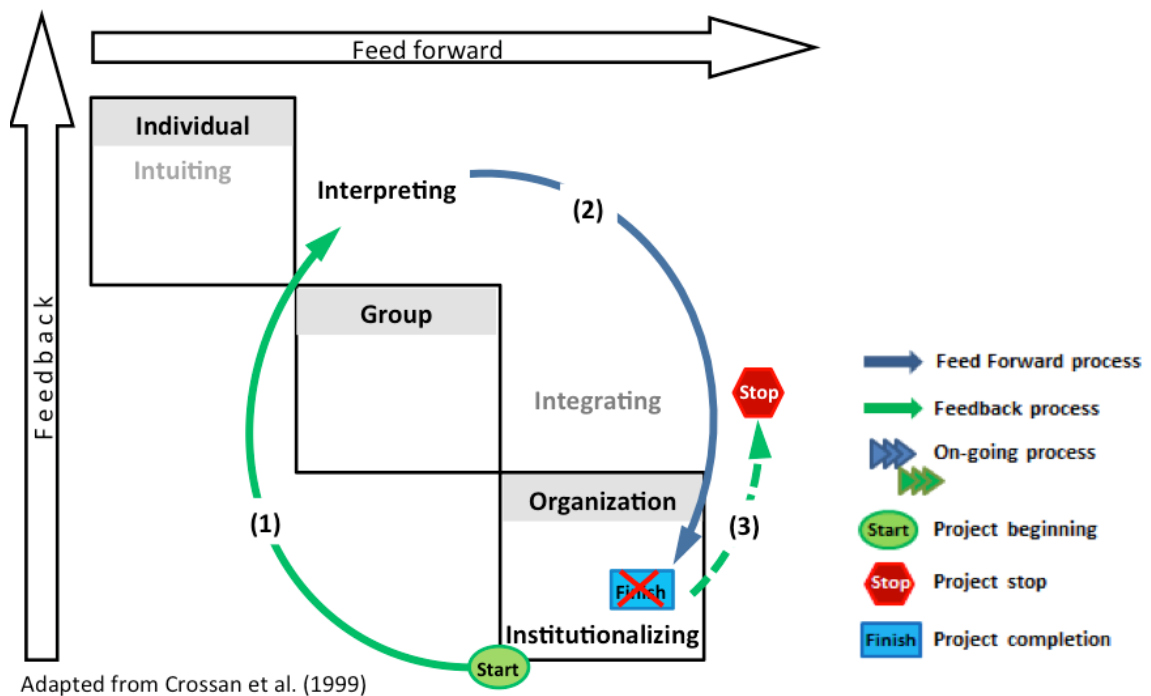 Feed forward
Feedback
Individual
Intuiting
Interpreting
(2)
Group
Integrating
Stop
Organization
(1)
(3)
Finish
Institutionalizing
Start
Adapted from Crossan et al. (1999)
Feed Forward process
Feedback process
On-going process
Start Project beginning
Stop Project stop
Finish Project completion